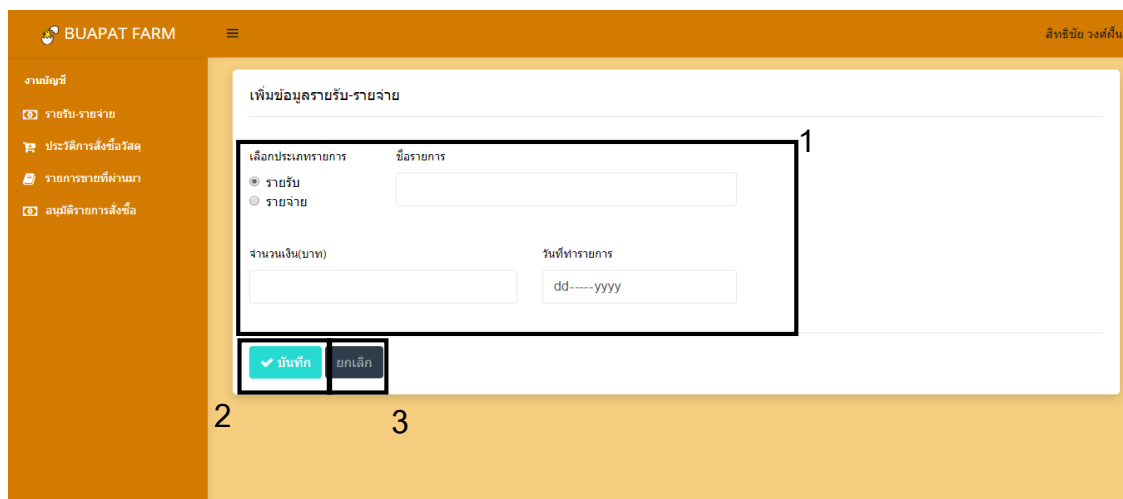 BUAPAT FARM
สิทธิชัย วงศ์ผั้น
งานบัญชี
รายรับ-รายจ่าย
ประวัติการสั่งซื้อวัสดุ
รายการขายที่ผ่านมา
อนุมัติรายการสั่งซื้อ
เพิ่มข้อมูลรายรับ-รายจ่าย
1
เลือกประเภทรายการ ชื่อรายการ
รายรับ
รายจ่าย
จำนวนเงิน(บาท) วันที่ทำรายการ
dd-----yyyy
บันทึก ยกเลิก
2 3